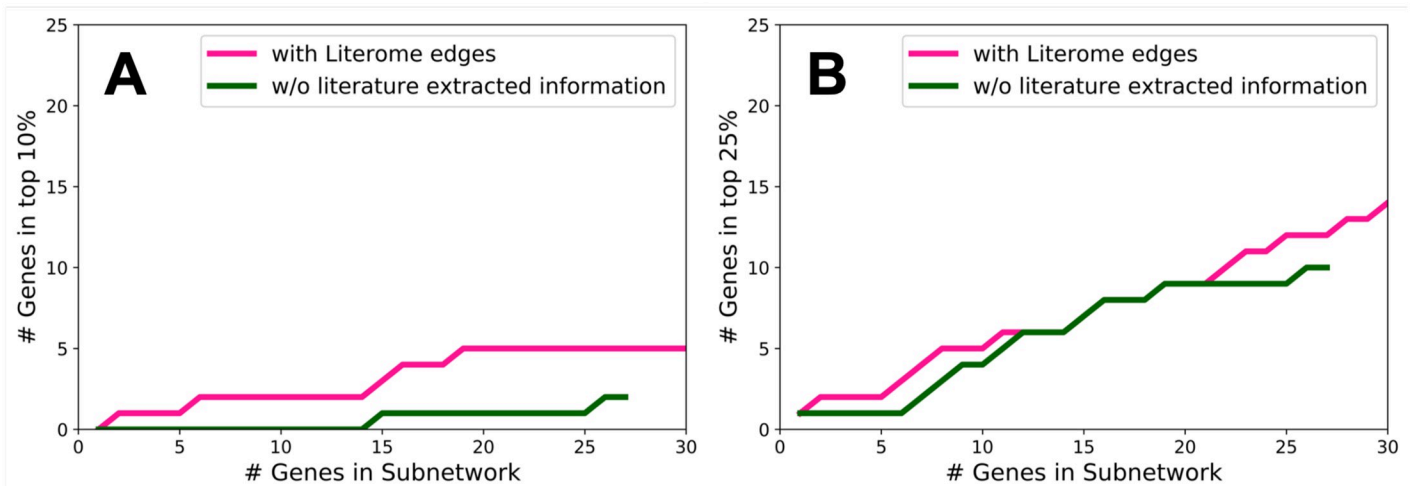 A
with Literome edges
w/o literature extracted information
# Genes in top 10%
25
20
15
10
5
0
0 5 10 15 20 25 30
# Genes in Subnetwork
B
with Literome edges
w/o literature extracted information
# Genes in top 25%
25
20
15
10
5
0
0 5 10 15 20 25 30
# Genes in Subnetwork